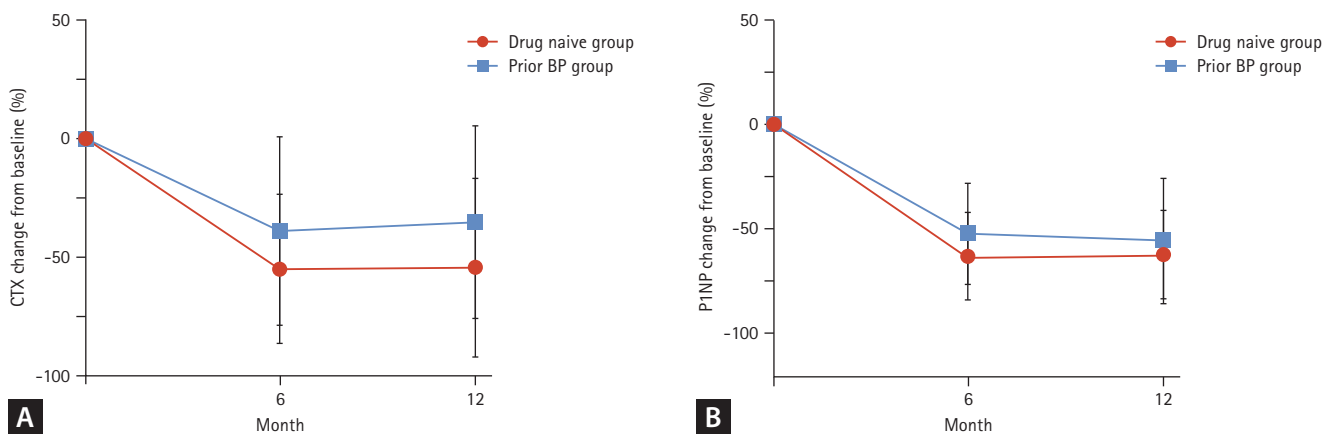 50
0
-50
-100
CTX change from baseline (%)
Drug naive group
Prior BP group
6
12
Month
A
50
0
-50
-100
P1NP change from baseline (%)
Drug naive group
Prior BP group
6
12
Month
B